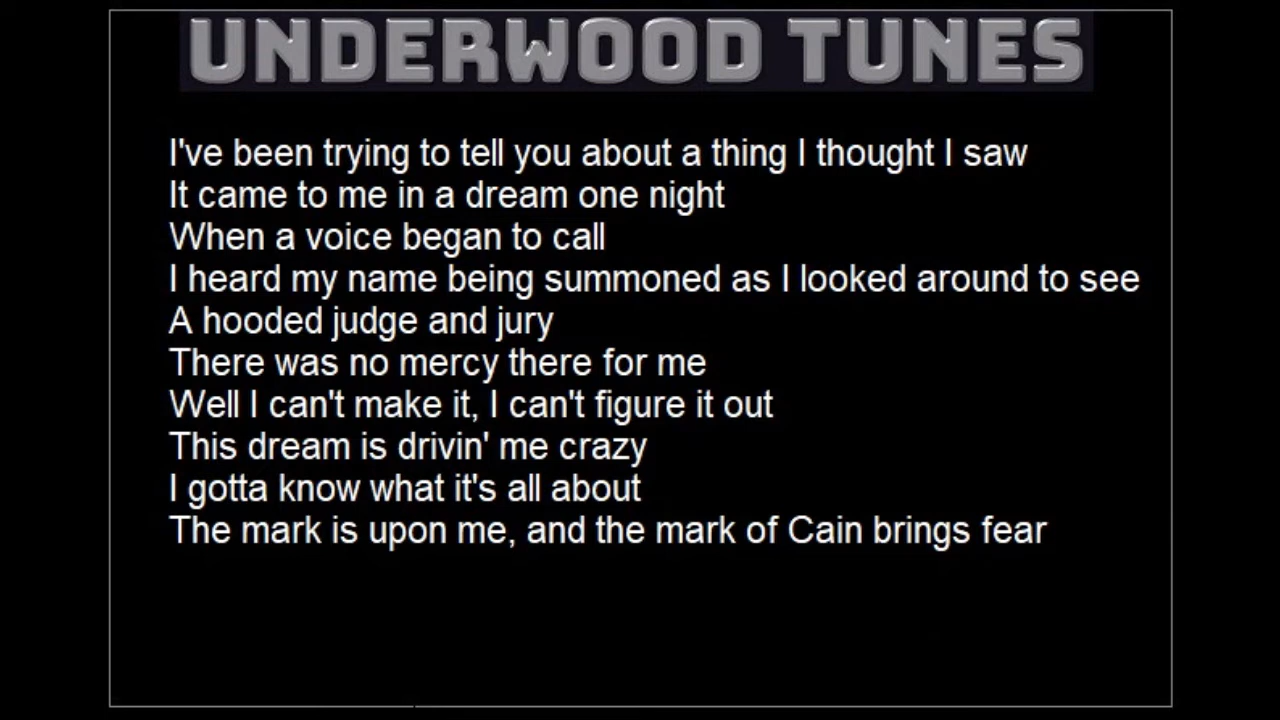 UNDERWOOD TUNES
I've been trying to tell you about a thing I thought I saw
It came to me in a dream one night
When a voice began to call
I heard my name being summoned as I looked around to see
A hooded judge and jury
There was no mercy there for me
Well I can't make it, I can't figure it out
This dream is drivin' me crazy
I gotta know what it's all about
The mark is upon me, and the mark of Cain brings fear